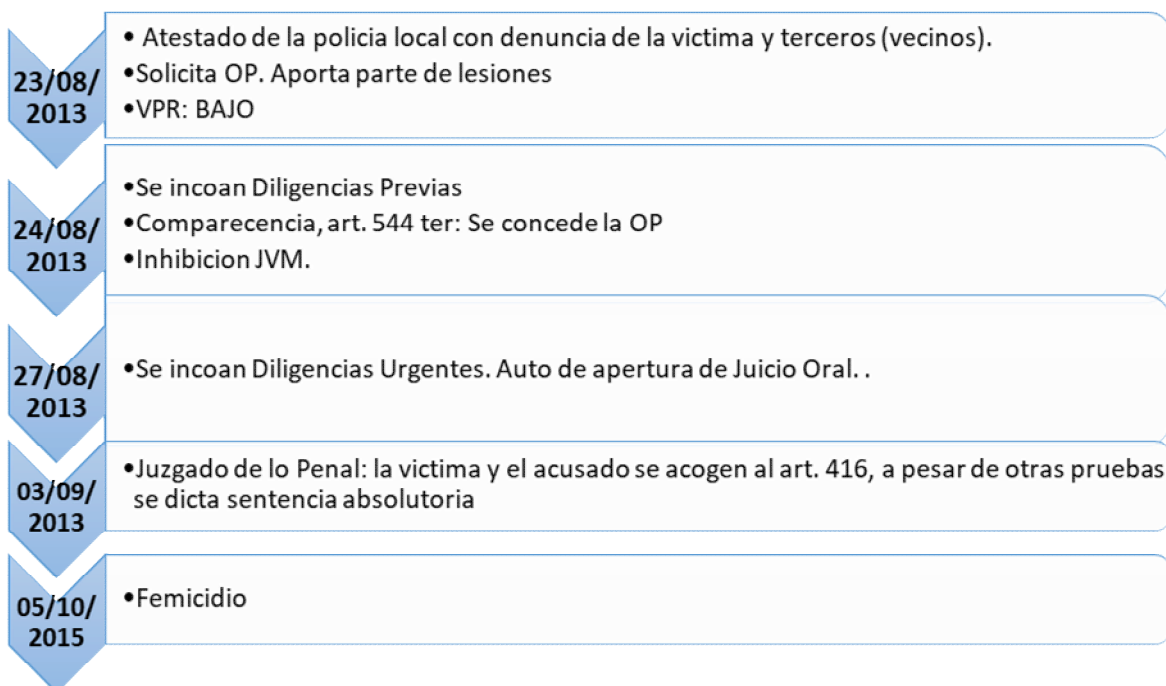 23/08/
2013
• Atestado de la policia local con denuncia de la victima y terceros (vecinos).
•Solicita OP. Aporta parte de lesiones
•VPR: BAJO
24/08/
2013
•Se incoan Diligencias Previas
•Comparecencia, art. 544 ter: Se concede la OP
•Inhibicion JVM.
27/08/
2013
•Se incoan Diligencias Urgentes. Auto de apertura de Juicio Oral. .
03/09/
2013
•Juzgado de lo Penal: la victima y el acusado se acogen al art. 416, a pesar de otras pruebas
se dicta sentencia absolutoria
05/10/
2015
•Femicidio